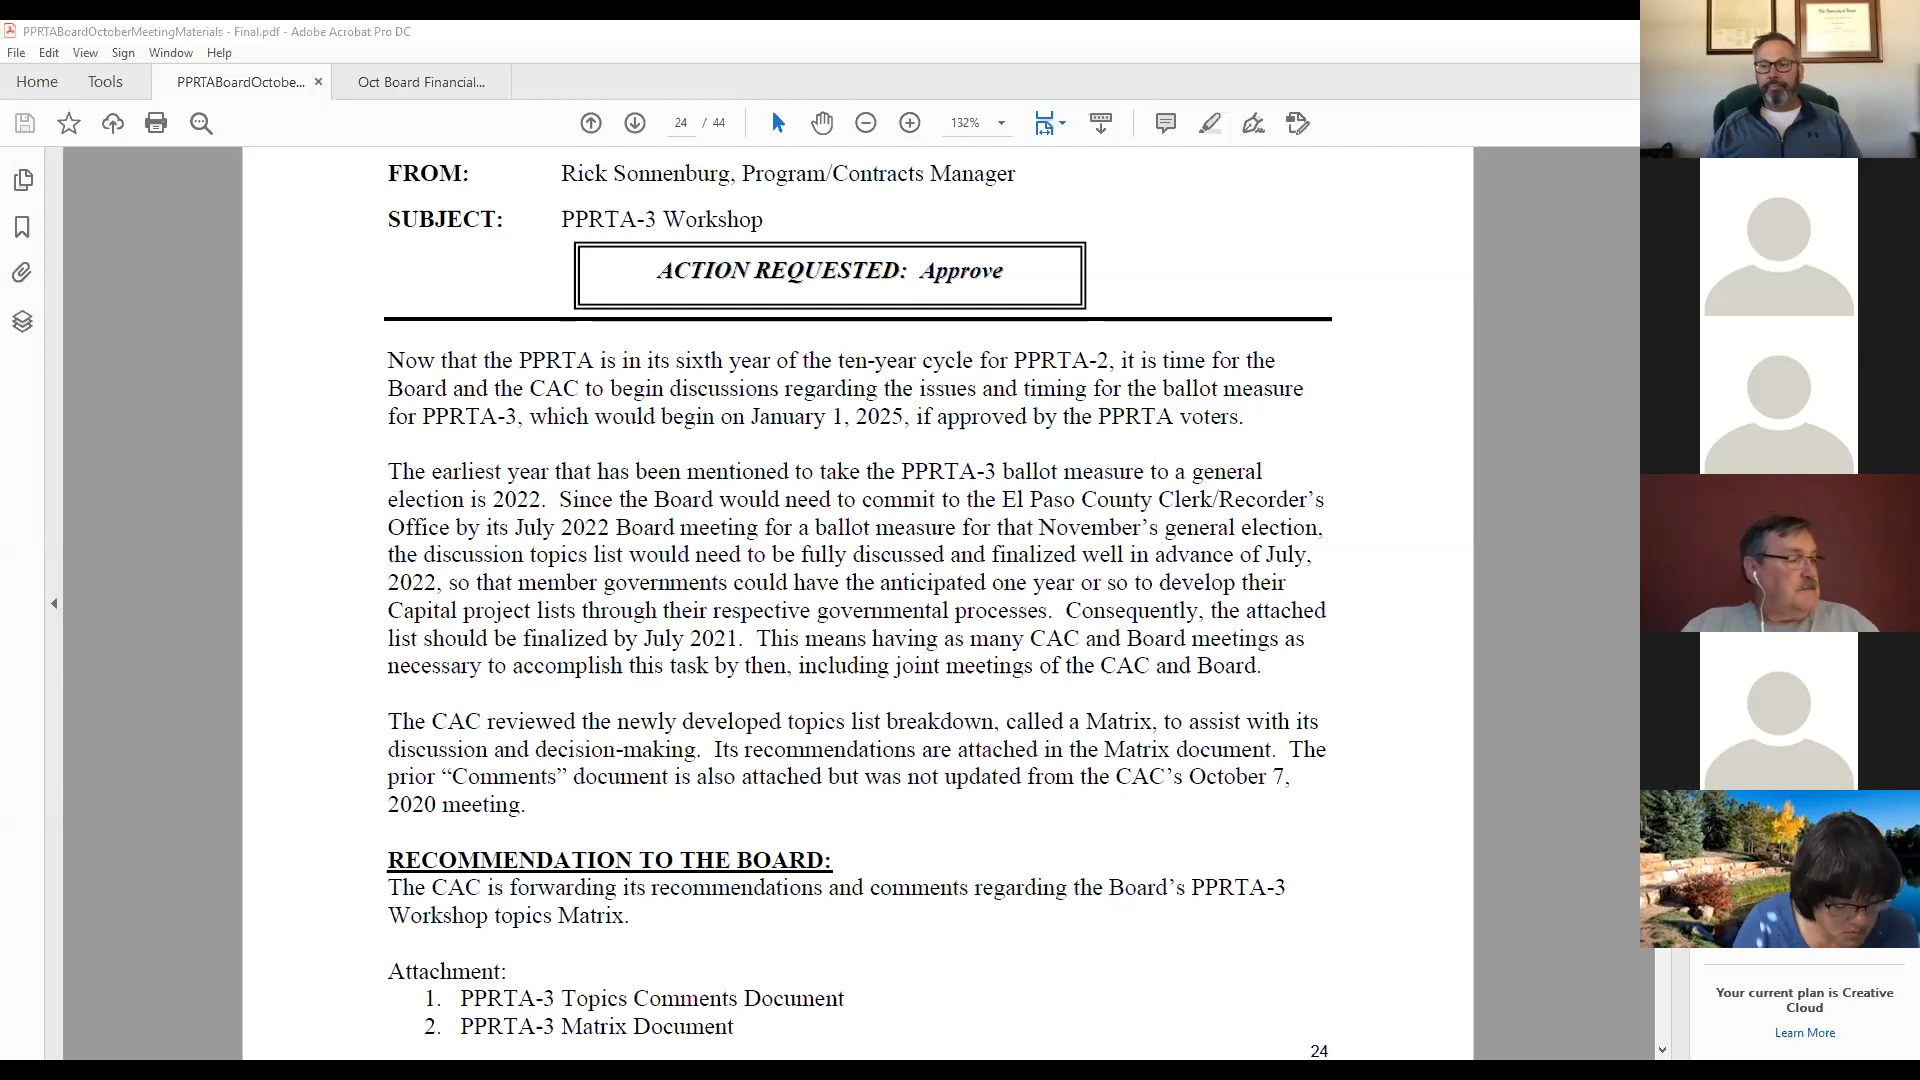 PPRTABoardOctoberMeetingMaterials - Final.pdf - Adobe Acrobat Pro DC
File Edit View Sign Window Help
Home Tools PPRTABoardOctobe... × Oct Board Financial...
24 / 44 132%
FROM: Rick Sonnenburg, Program/Contracts Manager
SUBJECT: PPRTA-3 Workshop
ACTION REQUESTED: Approve
Now that the PPRTA is in its sixth year of the ten-year cycle for PPRTA-2, it is time for the
Board and the CAC to begin discussions regarding the issues and timing for the ballot measure
for PPRTA-3, which would begin on January 1, 2025, if approved by the PPRTA voters.
The earliest year that has been mentioned to take the PPRTA-3 ballot measure to a general
election is 2022. Since the Board would need to commit to the El Paso County Clerk/Recorder’s
Office by its July 2022 Board meeting for a ballot measure for that November’s general election,
the discussion topics list would need to be fully discussed and finalized well in advance of July,
2022, so that member governments could have the anticipated one year or so to develop their
Capital project lists through their respective governmental processes. Consequently, the attached
list should be finalized by July 2021. This means having as many CAC and Board meetings as
necessary to accomplish this task by then, including joint meetings of the CAC and Board.
The CAC reviewed the newly developed topics list breakdown, called a Matrix, to assist with its
discussion and decision-making. Its recommendations are attached in the Matrix document. The
prior “Comments” document is also attached but was not updated from the CAC’s October 7,
2020 meeting.
RECOMMENDATION TO THE BOARD:
The CAC is forwarding its recommendations and comments regarding the Board’s PPRTA-3
Workshop topics Matrix.
Attachment:
1. PPRTA-3 Topics Comments Document
2. PPRTA-3 Matrix Document
24
Your current plan is Creative
Cloud
Learn More